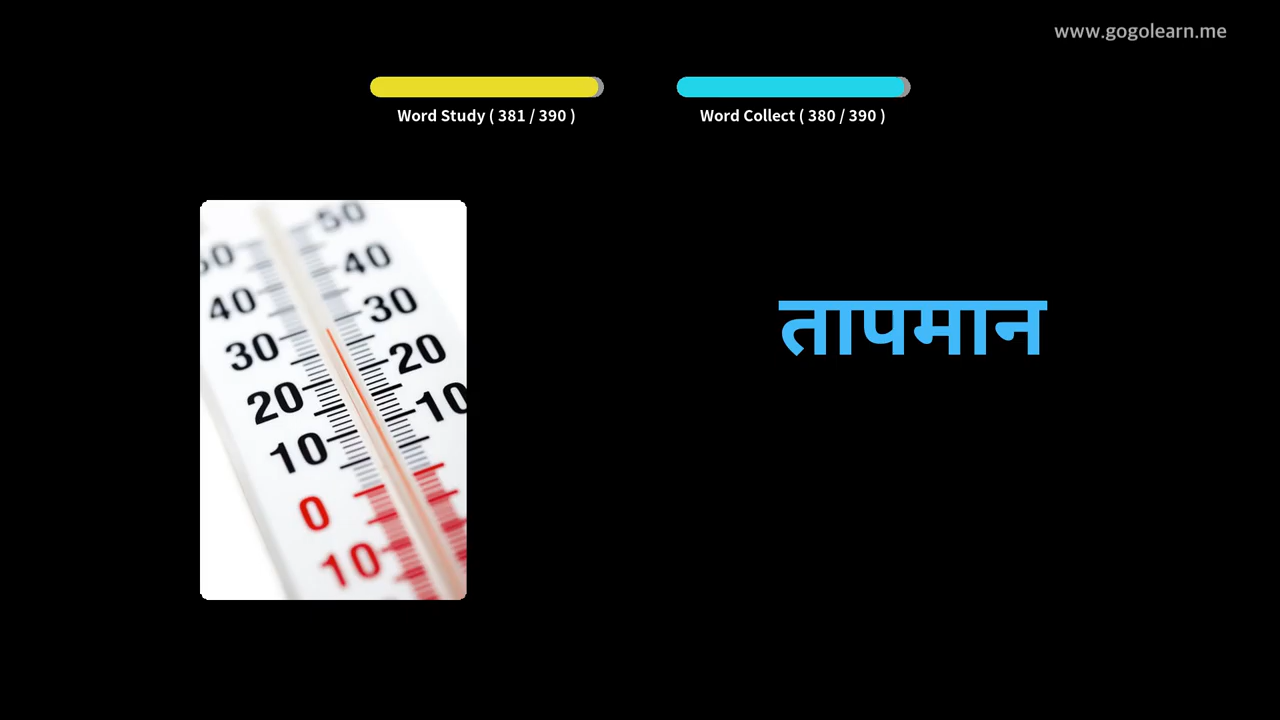 www.gogolearn.me
Word Study ( 381 / 390 )
Word Collect ( 380 / 390 )
50
40 40
30 30
20 20
10 10
0
10
तापमान